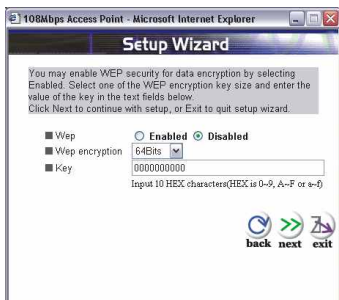 108Mbps Access Point - Microsoft Internet Explorer
Setup Wizard
You may enable WEP security for data encryption by selecting
Enabled. Select one of the WEP encryption key size and enter the
value of the key in the text fields below.
Click Next to continue with setup, or Exit to quit setup wizard.
Wep Enabled Disabled
Wep encryption 64Bits
Key 0000000000
Input 10 HEX characters(HEX is 0~9, A~F or a~f)
back next exit